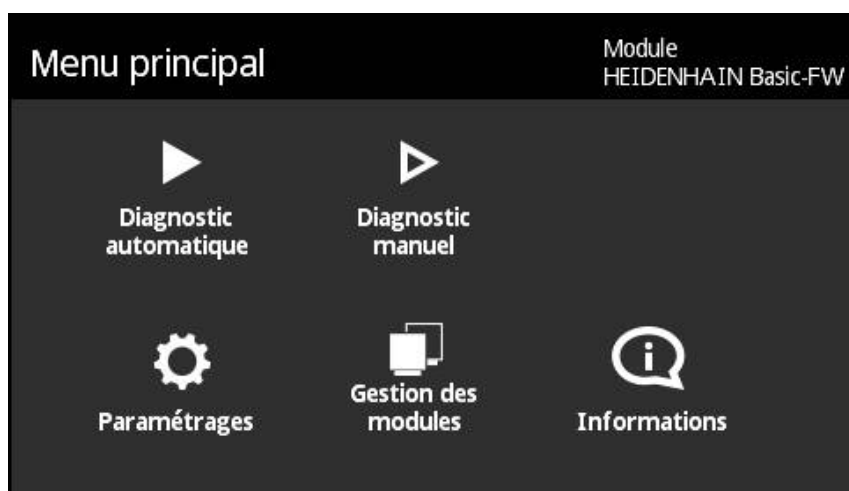 Menu principal
Module
HEIDENHAIN Basic-FW
Diagnostic
automatique
Diagnostic
manuel
Paramétrages
Gestion des
modules
Informations